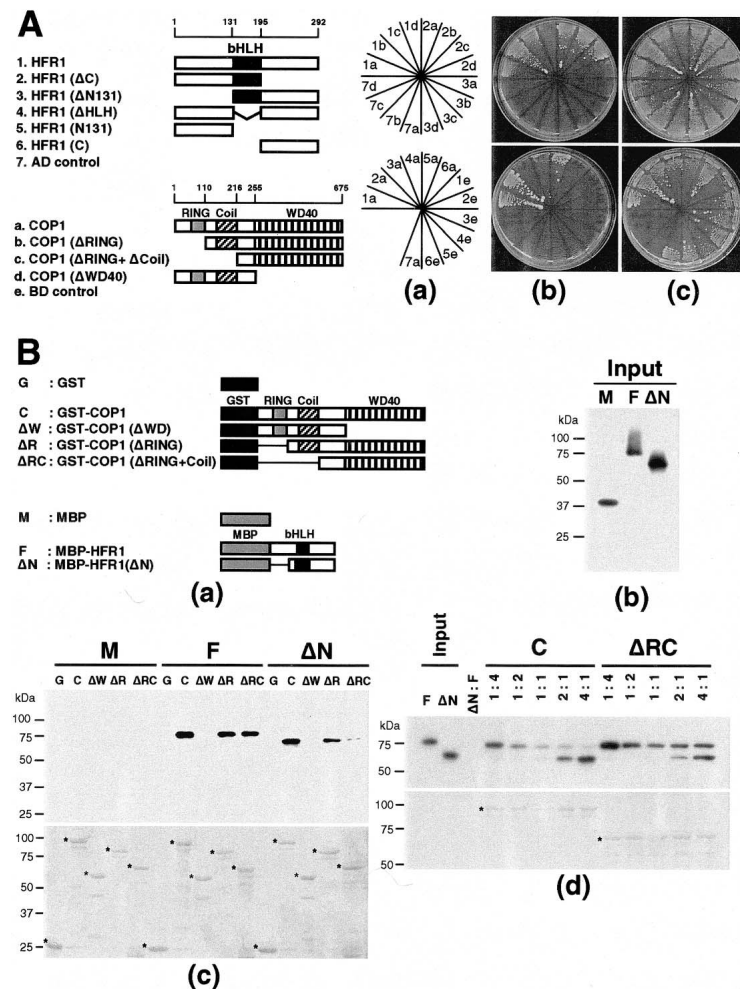 A
1 131 195 292
bHLH
1. HFR1
2. HFR1 (ΔC)
3. HFR1 (ΔN131)
4. HFR1 (ΔHLH)
5. HFR1 (N131)
6. HFR1 (C)
7. AD control
1 110 216 255 675
RING Coil WD40
a. COP1
b. COP1 (ΔRING)
c. COP1 (ΔRING+ ΔCoil)
d. COP1 (ΔWD40)
e. BD control
1a 1b 1c 1d 2a 2b 2c 2d 3a 3b 3c 3d 7a 7b 7c 7d
1a 2a 3a 4a 5a 6a 1e 2e 3e 4e 5e 6e 7a
(a) (b) (c)
B
G : GST
GST RING Coil WD40
C : GST-COP1
ΔW : GST-COP1 (ΔWD)
ΔR : GST-COP1 (ΔRING)
ΔRC : GST-COP1 (ΔRING+Coil)
M : MBP
MBP bHLH
F : MBP-HFR1
ΔN : MBP-HFR1(ΔN)
(a)
Input
M F ΔN
kDa
100
75
50
37
25
(b)
M F ΔN
G C ΔW ΔR ΔRC G C ΔW ΔR ΔRC G C ΔW ΔR ΔRC
kDa
100
75
50
37
25
100
75
50
37
25
* * * * * * * * * * * * * * *
(c)
Input C ΔRC
F ΔN ΔN:F 1:4 1:2 1:1 2:1 4:1 1:4 1:2 1:1 2:1 4:1
kDa
75
50
100
75
50
* *
(d)